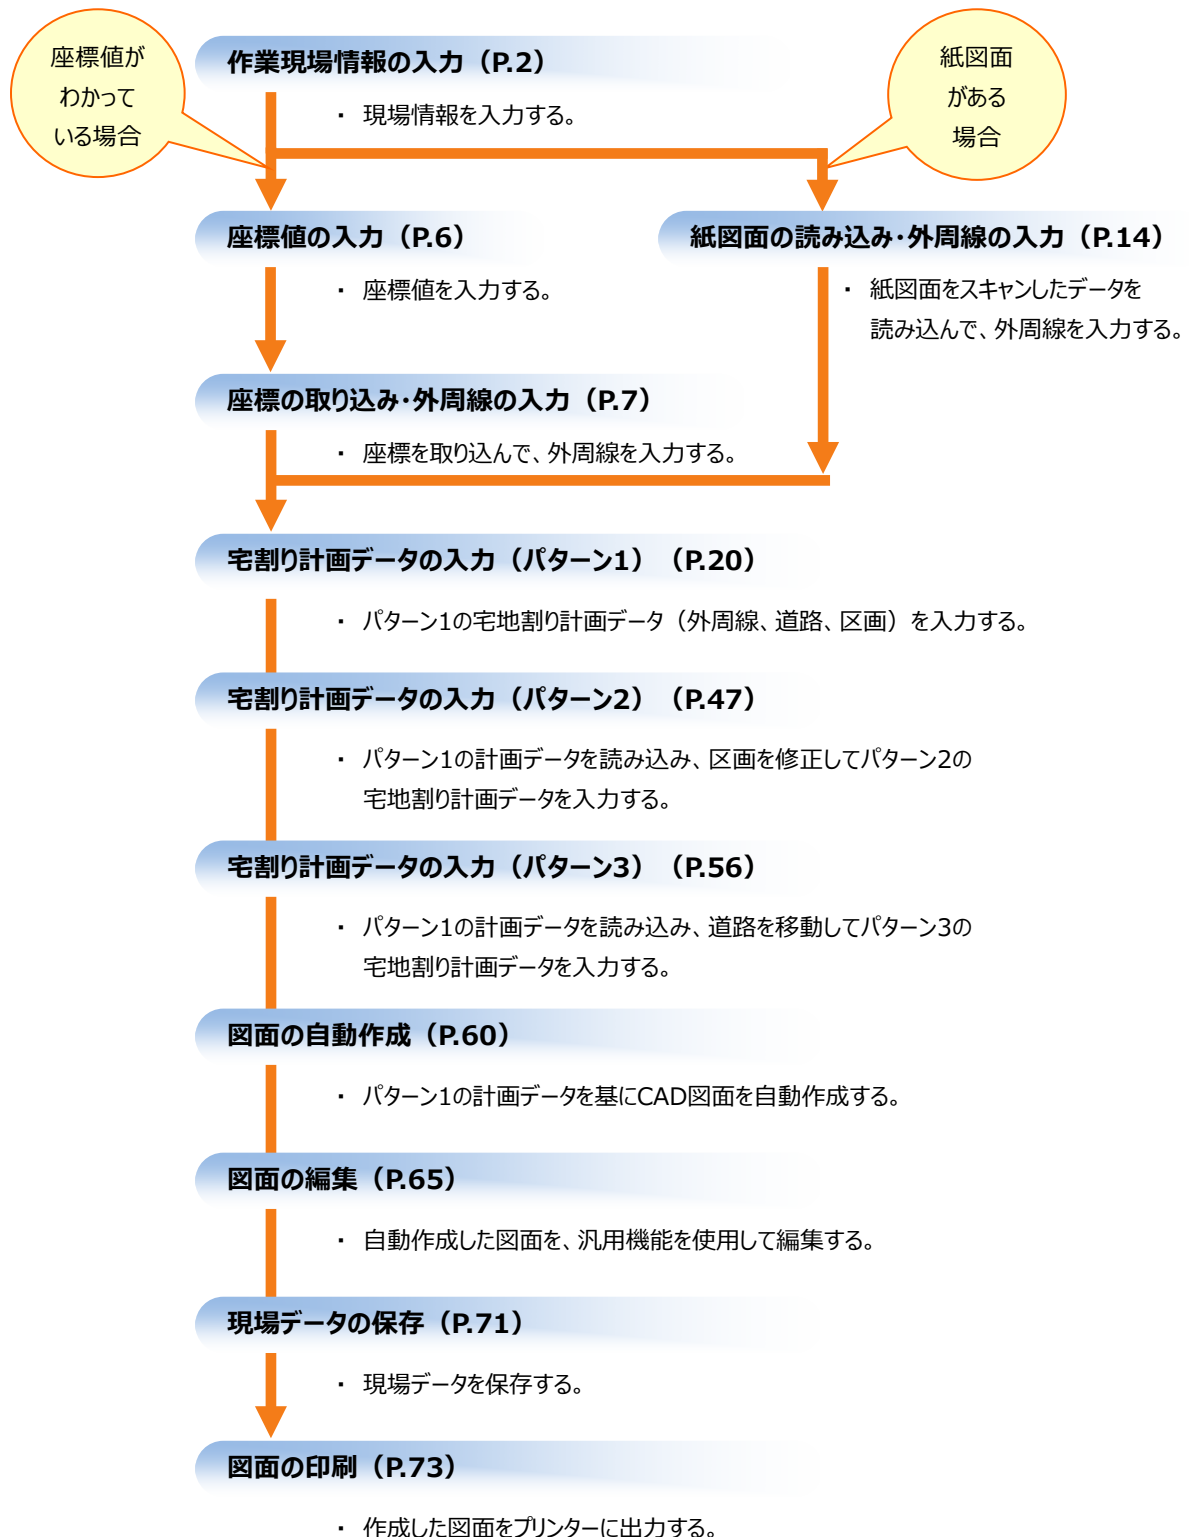 座標値が
わかって
いる場合
作業現場情報の入力（P.2）
・ 現場情報を入力する。
紙図面
がある
場合
座標値の入力（P.6）
・ 座標値を入力する。
紙図面の読み込み・外周線の入力（P.14）
・ 紙図面をスキャンしたデータを
読み込んで、外周線を入力する。
座標の取り込み・外周線の入力（P.7）
・ 座標を取り込んで、外周線を入力する。
宅割り計画データの入力（パターン1）（P.20）
・ パターン1の宅地割り計画データ（外周線、道路、区画）を入力する。
宅割り計画データの入力（パターン2）（P.47）
・ パターン1の計画データを読み込み、区画を修正してパターン2の
宅地割り計画データを入力する。
宅割り計画データの入力（パターン3）（P.56）
・ パターン1の計画データを読み込み、道路を移動してパターン3の
宅地割り計画データを入力する。
図面の自動作成（P.60）
・ パターン1の計画データを基にCAD図面を自動作成する。
図面の編集（P.65）
・ 自動作成した図面を、汎用機能を使用して編集する。
現場データの保存（P.71）
・ 現場データを保存する。
図面の印刷（P.73）
・ 作成した図面をプリンターに出力する。